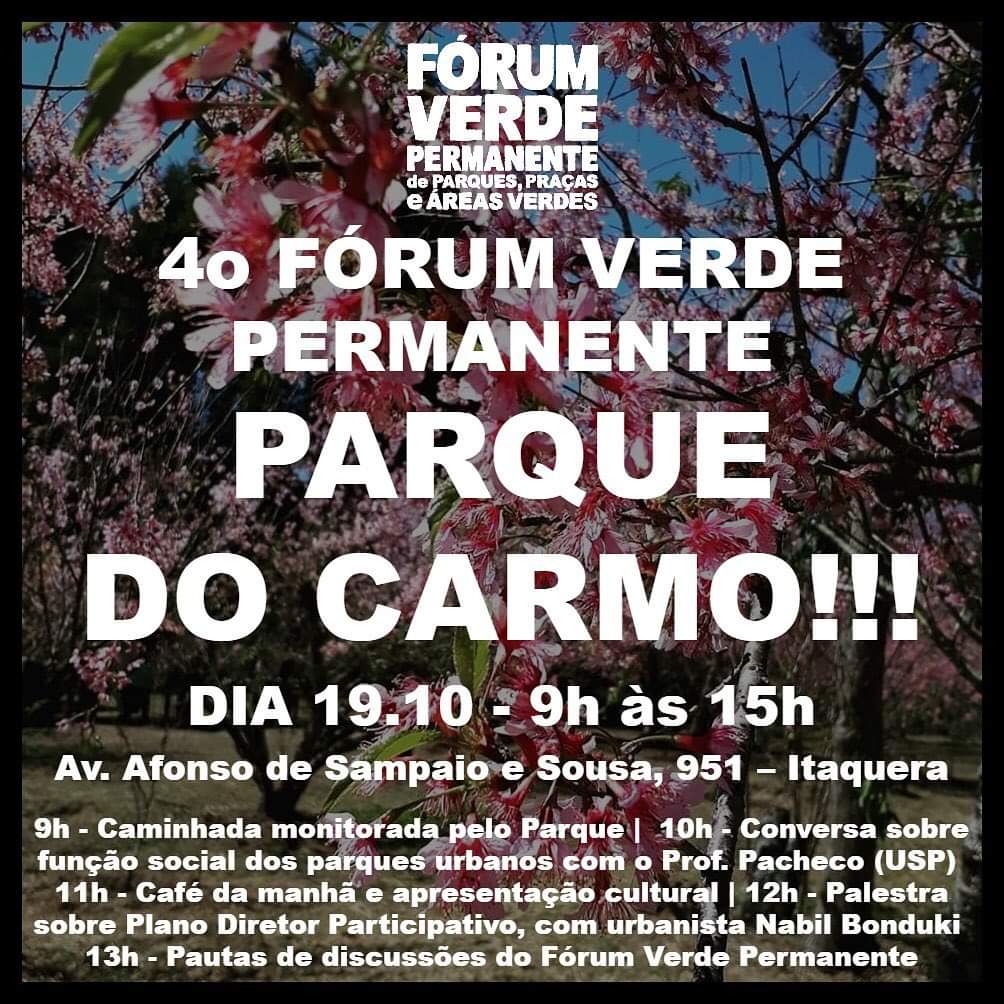 FÓRUM
VERDE
PERMANENTE
de PARQUES, PRAÇAS
e ÁREAS VERDES
4o FÓRUM VERDE
PERMANENTE
PARQUE
DO CARMO!!!
DIA 19.10 - 9h às 15h
Av. Afonso de Sampaio e Sousa, 951 – Itaquera
9h - Caminhada monitorada pelo Parque | 10h - Conversa sobre
função social dos parques urbanos com o Prof. Pacheco (USP)
11h - Café da manhã e apresentação cultural | 12h - Palestra
sobre Plano Diretor Participativo, com urbanista Nabil Bonduki
13h - Pautas de discussões do Fórum Verde Permanente